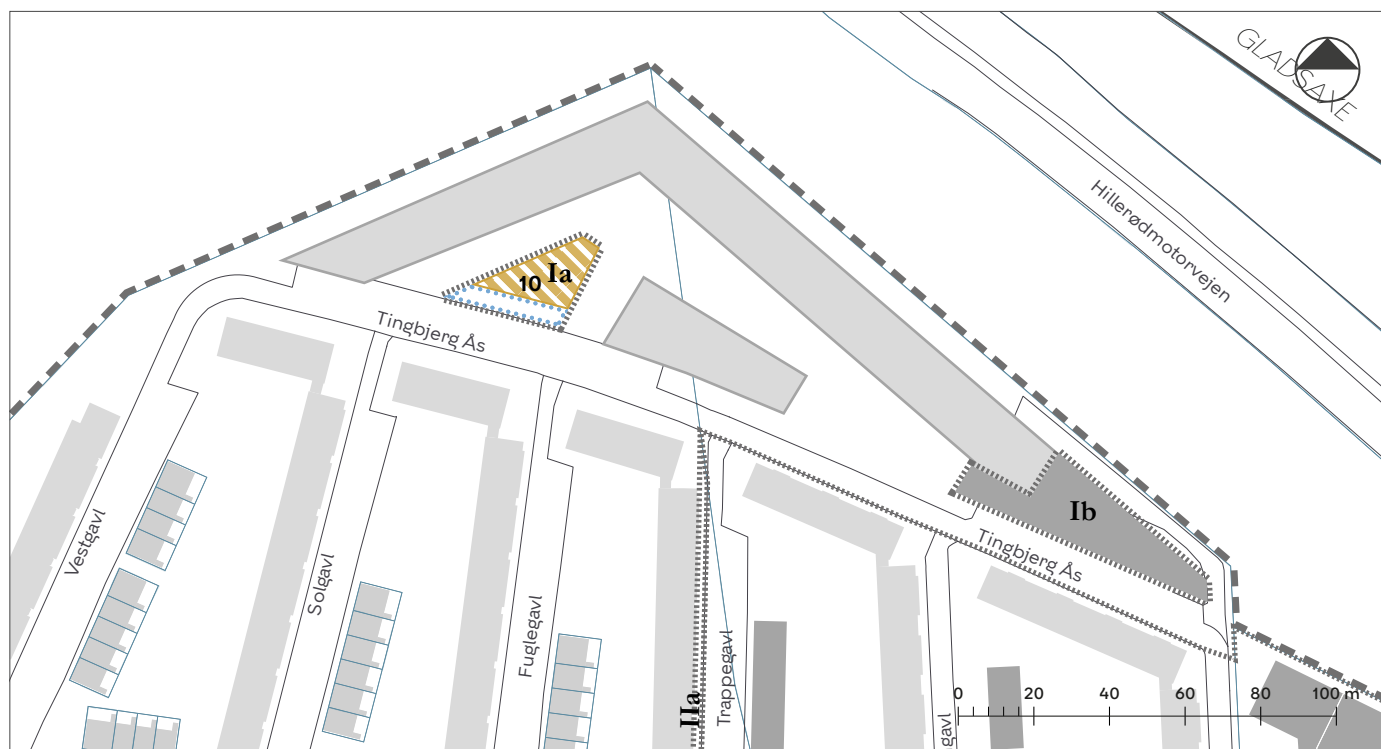 GLADSAXE
Hillerødmotorvejen
10
Ia
Tingbjerg Ås
Ib
Tingbjerg Ås
Vestgavl
Solgavl
Fuglegavl
IIa
Trappegavl
gavl
0 20 40 60 80 100 m